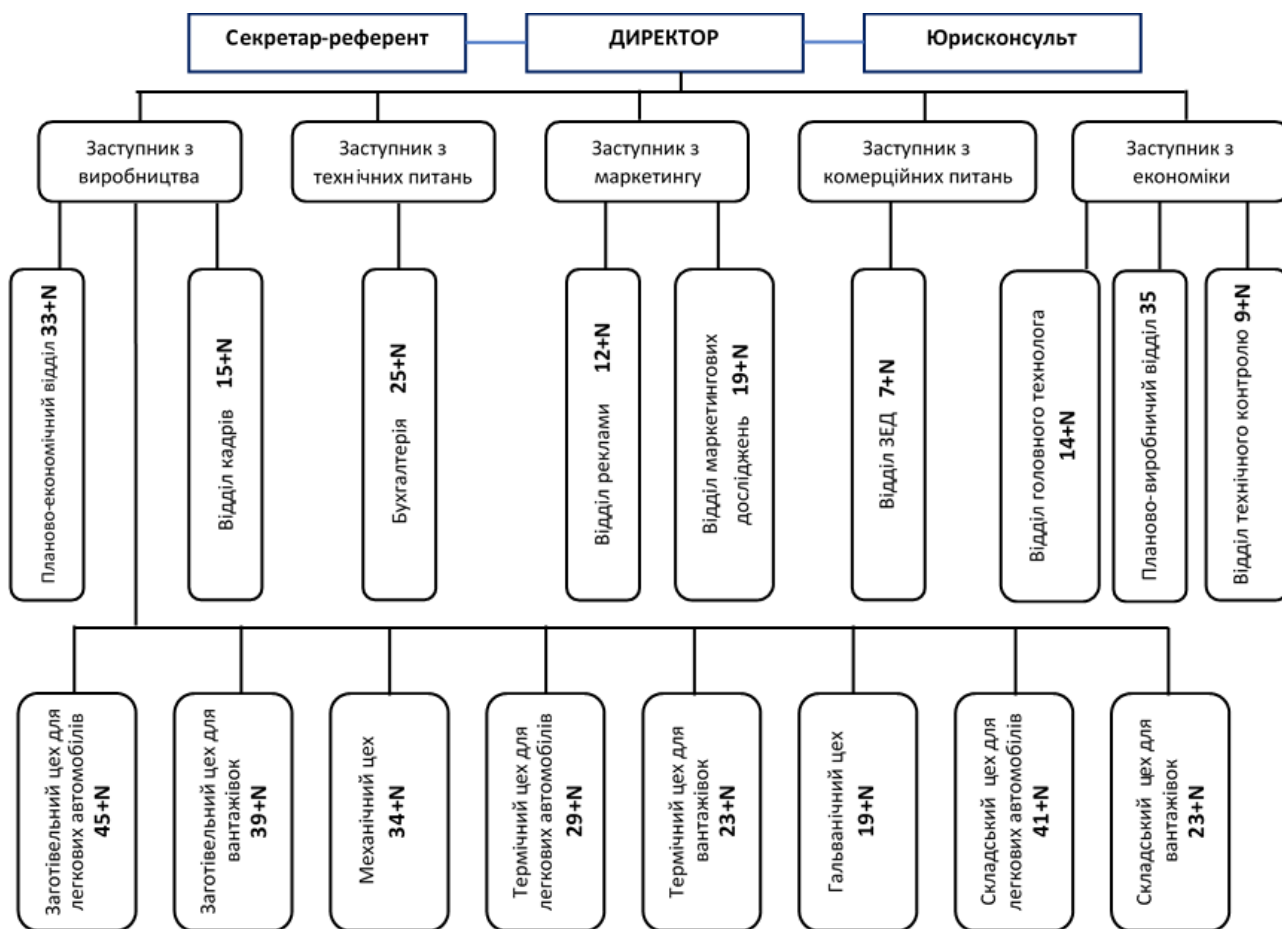 Секретар-референт
ДИРЕКТОР
Юрисконсульт
Заступник з
виробництва
Заступник з
технічних питань
Заступник з
маркетингу
Заступник з
комерційних питань
Заступник з
економіки
Планово-економічний відділ 33+N
Відділ кадрів 15+N
Бухгалтерія 25+N
Відділ реклами 12+N
Відділ маркетингових
досліджень 19+N
Відділ ЗЕД 7+N
Відділ головного технолога
14+N
Планово-виробничий відділ 35
Відділ технічного контролю 9+N
Заготівельний цех для
легкових автомобілів
45+N
Заготівельний цех для
вантажівок
39+N
Механічний цех
34+N
Термічний цех для
легкових автомобілів
29+N
Термічний цех для
вантажівок
23+N
Гальванічний цех
19+N
Складський цех для
легкових автомобілів
41+N
Складський цех для
вантажівок
23+N